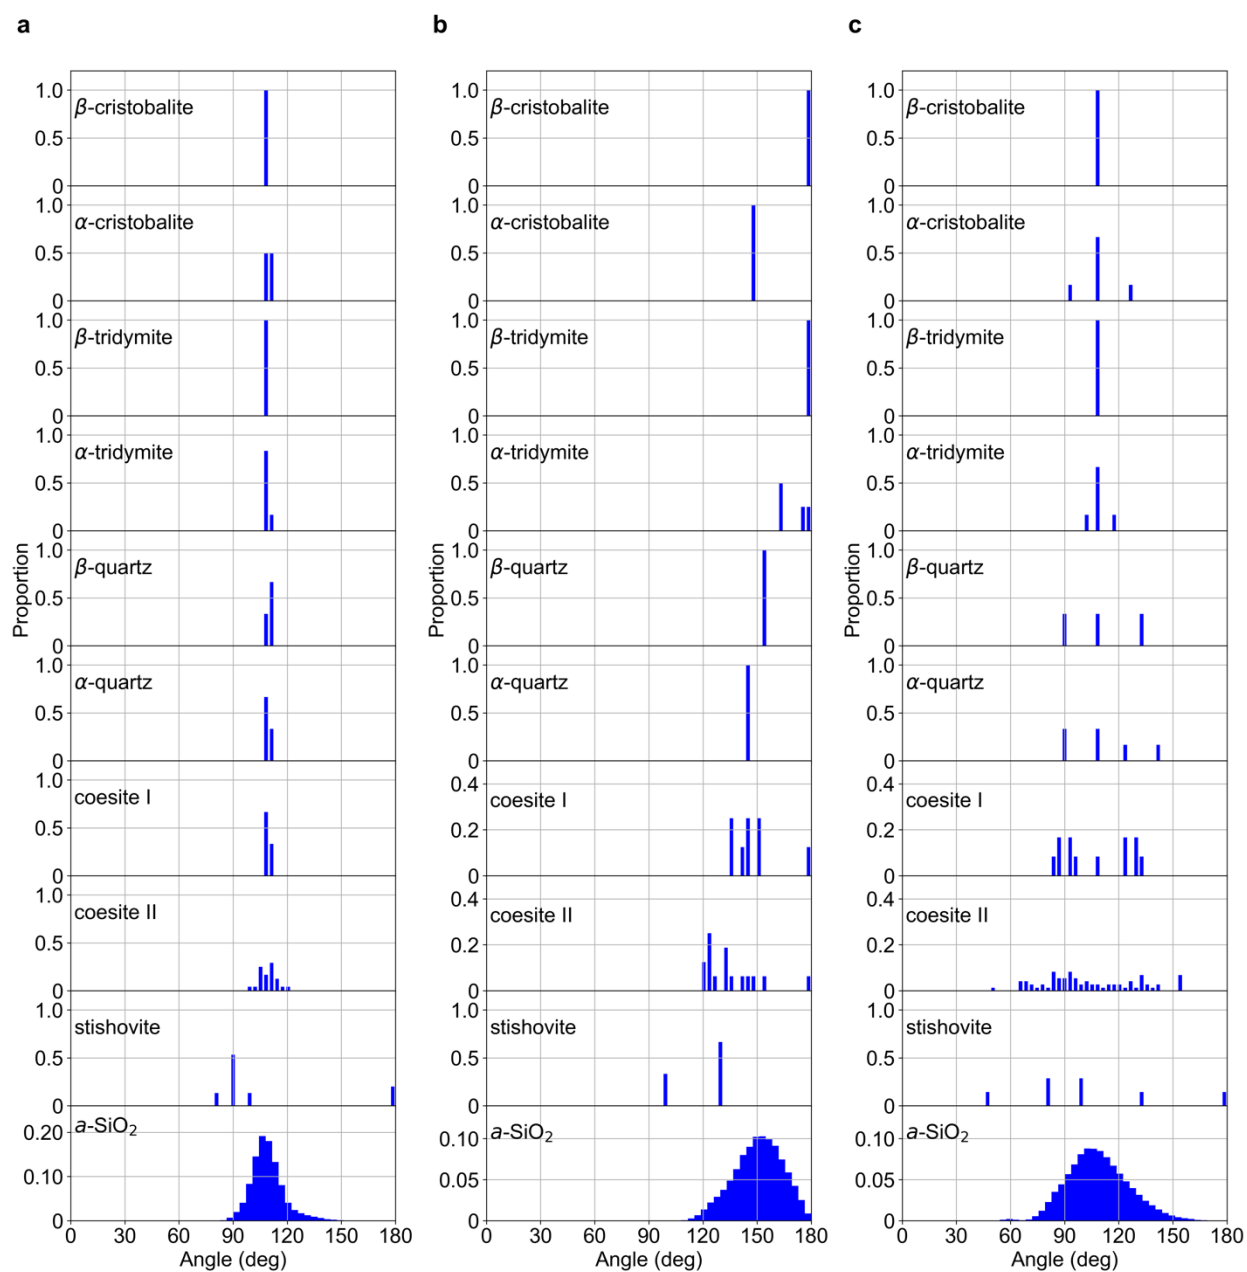 a
1.0
β-cristobalite
0.5
0
1.0
α-cristobalite
0.5
0
1.0
β-tridymite
0.5
0
1.0
α-tridymite
0.5
0
1.0
β-quartz
0.5
0
1.0
α-quartz
0.5
0
1.0
coesite I
0.5
0
1.0
coesite II
0.5
0
1.0
stishovite
0.5
0
a-SiO₂
0.20
0.10
0
Proportion
0 30 60 90 120 150 180
Angle (deg)
b
1.0
β-cristobalite
0.5
0
1.0
α-cristobalite
0.5
0
1.0
β-tridymite
0.5
0
1.0
α-tridymite
0.5
0
1.0
β-quartz
0.5
0
1.0
α-quartz
0.5
0
0.4
coesite I
0.2
0
0.4
coesite II
0.2
0
1.0
stishovite
0.5
0
a-SiO₂
0.10
0.05
0
Proportion
0 30 60 90 120 150 180
Angle (deg)
c
1.0
β-cristobalite
0.5
0
1.0
α-cristobalite
0.5
0
1.0
β-tridymite
0.5
0
1.0
α-tridymite
0.5
0
1.0
β-quartz
0.5
0
1.0
α-quartz
0.5
0
0.4
coesite I
0.2
0
0.4
coesite II
0.2
0
1.0
stishovite
0.5
0
a-SiO₂
0.10
0.05
0
Proportion
0 30 60 90 120 150 180
Angle (deg)